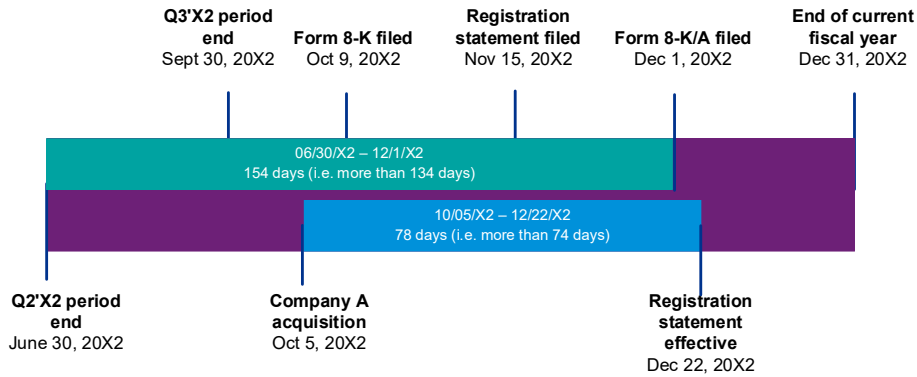 Q3'X2 period
end
Sept 30, 20X2
Form 8-K filed
Oct 9, 20X2
Registration
statement filed
Nov 15, 20X2
Form 8-K/A filed
Dec 1, 20X2
End of current
fiscal year
Dec 31, 20X2
06/30/X2 – 12/1/X2
154 days (i.e. more than 134 days)
10/05/X2 – 12/22/X2
78 days (i.e. more than 74 days)
Q2'X2 period
end
June 30, 20X2
Company A
acquisition
Oct 5, 20X2
Registration
statement
effective
Dec 22, 20X2